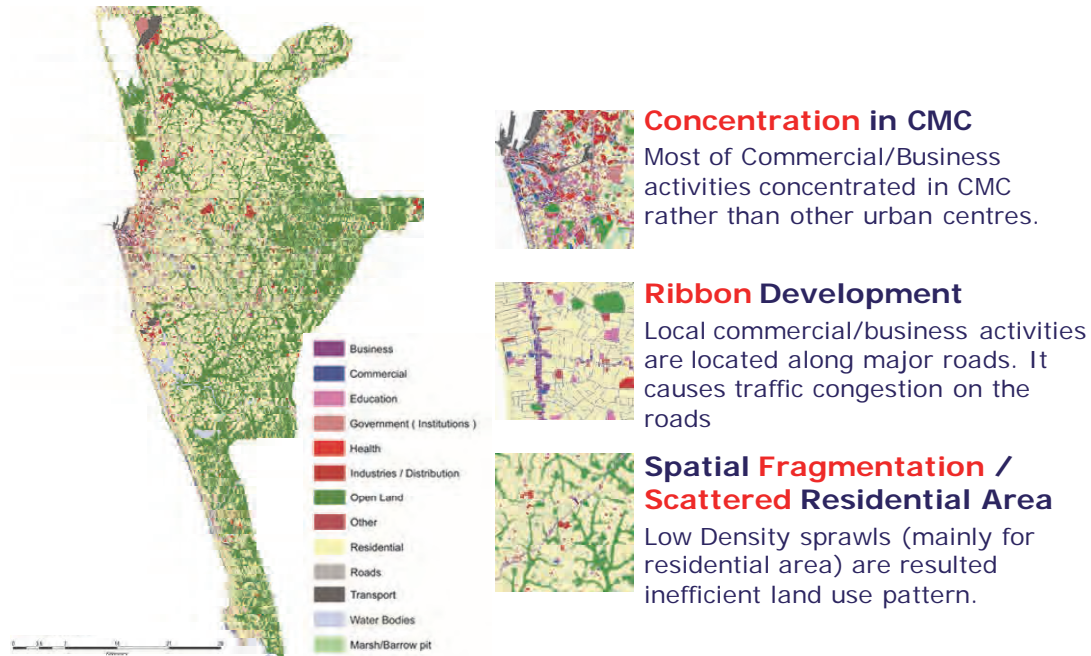 Concentration in CMC
Most of Commercial/Business
activities concentrated in CMC
rather than other urban centres.
Ribbon Development
Local commercial/business activities
are located along major roads. It
causes traffic congestion on the
roads
Spatial Fragmentation /
Scattered Residential Area
Low Density sprawls (mainly for
residential area) are resulted
inefficient land use pattern.
Business
Commercial
Education
Government ( Institutions )
Health
Industries / Distribution
Open Land
Other
Residential
Roads
Transport
Water Bodies
Marsh/Barrow pit